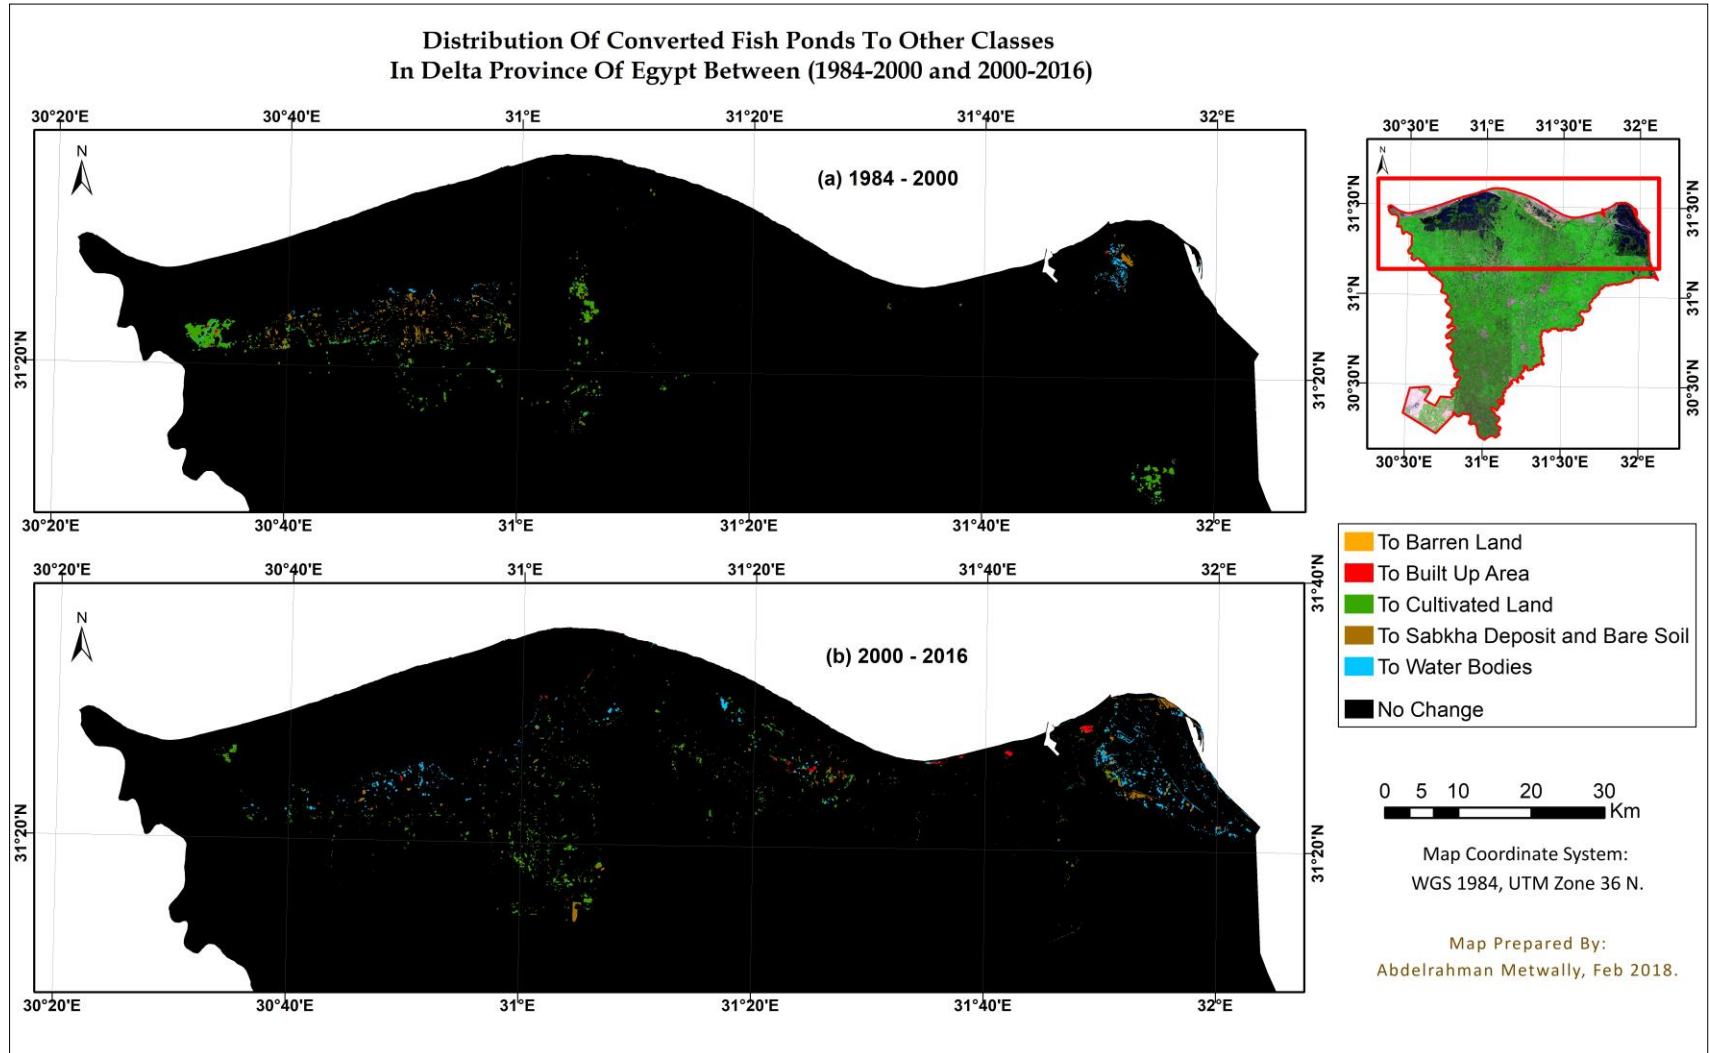 Distribution Of Converted Fish Ponds To Other Classes
In Delta Province Of Egypt Between (1984-2000 and 2000-2016)
30°20'E 30°40'E 31°E 31°20'E 31°40'E 32°E
N
(a) 1984 - 2000
31°20'N
31°20'N
30°20'E 30°40'E 31°E 31°20'E 31°40'E 32°E
30°20'E 30°40'E 31°E 31°20'E 31°40'E 32°E
N
(b) 2000 - 2016
31°20'N
31°40'N
31°20'N
30°20'E 30°40'E 31°E 31°20'E 31°40'E 32°E
30°30'E 31°E 31°30'E 32°E
N
31°30'N
31°N
30°30'N
31°30'N
31°N
30°30'N
30°30'E 31°E 31°30'E 32°E
To Barren Land
To Built Up Area
To Cultivated Land
To Sabkha Deposit and Bare Soil
To Water Bodies
No Change
0 5 10 20 30
Km
Map Coordinate System:
WGS 1984, UTM Zone 36 N.
Map Prepared By:
Abdelrahman Metwally, Feb 2018.